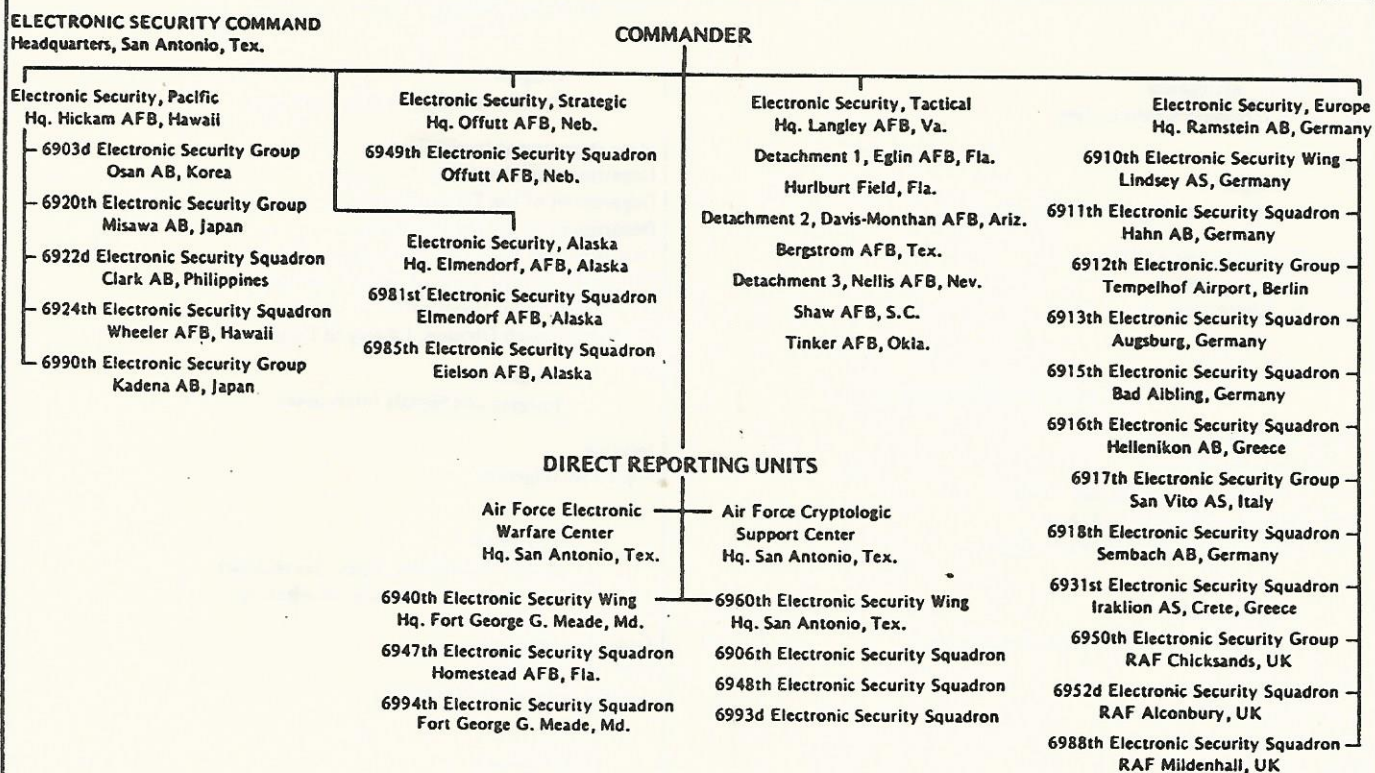 ELECTRONIC SECURITY COMMAND
Headquarters, San Antonio, Tex.
COMMANDER
Electronic Security, Pacific
Hq. Hickam AFB, Hawaii
6903d Electronic Security Group
Osan AB, Korea
6920th Electronic Security Group
Misawa AB, Japan
6922d Electronic Security Squadron
Clark AB, Philippines
6924th Electronic Security Squadron
Wheeler AFB, Hawaii
6990th Electronic Security Group
Kadena AB, Japan
Electronic Security, Strategic
Hq. Offutt AFB, Neb.
6949th Electronic Security Squadron
Offutt AFB, Neb.
Electronic Security, Alaska
Hq. Elmendorf, AFB, Alaska
6981st Electronic Security Squadron
Elmendorf AFB, Alaska
6985th Electronic Security Squadron
Eielson AFB, Alaska
Electronic Security, Tactical
Hq. Langley AFB, Va.
Detachment 1, Eglin AFB, Fla.
Hurlburt Field, Fla.
Detachment 2, Davis-Monthan AFB, Ariz.
Bergstrom AFB, Tex.
Detachment 3, Nellis AFB, Nev.
Shaw AFB, S.C.
Tinker AFB, Okla.
Electronic Security, Europe
Hq. Ramstein AB, Germany
6910th Electronic Security Wing
Lindsey AS, Germany
6911th Electronic Security Squadron
Hahn AB, Germany
6912th Electronic Security Group
Tempelhof Airport, Berlin
6913th Electronic Security Squadron
Augsburg, Germany
6915th Electronic Security Squadron
Bad Aibling, Germany
6916th Electronic Security Squadron
Hellenikon AB, Greece
6917th Electronic Security Group
San Vito AS, Italy
6918th Electronic Security Squadron
Sembach AB, Germany
6931st Electronic Security Squadron
Iraklion AS, Crete, Greece
6950th Electronic Security Group
RAF Chicksands, UK
6952d Electronic Security Squadron
RAF Alconbury, UK
6988th Electronic Security Squadron
RAF Mildenhall, UK
DIRECT REPORTING UNITS
Air Force Electronic
Warfare Center
Hq. San Antonio, Tex.
Air Force Cryptologic
Support Center
Hq. San Antonio, Tex.
6940th Electronic Security Wing
Hq. Fort George G. Meade, Md.
6947th Electronic Security Squadron
Homestead AFB, Fla.
6994th Electronic Security Squadron
Fort George G. Meade, Md.
6960th Electronic Security Wing
Hq. San Antonio, Tex.
6906th Electronic Security Squadron
6948th Electronic Security Squadron
6993d Electronic Security Squadron